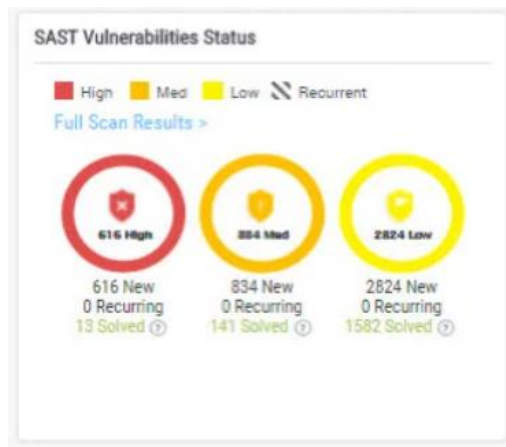 SAST Vulnerabilities Status
High Med Low Recurrent
Full Scan Results >
616 High 884 Med 2824 Low
616 New 834 New 2824 New
0 Recurring 0 Recurring 0 Recurring
13 Solved ? 141 Solved ? 1582 Solved ?